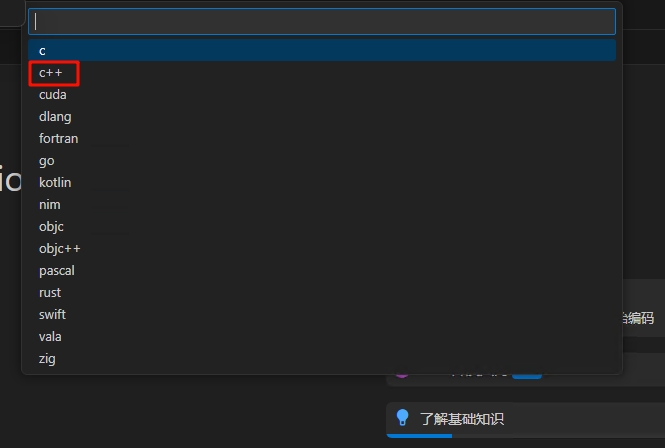 c
c++
cuda
dlang
fortran
go
kotlin
nim
objc
objc++
pascal
rust
swift
vala
zig
io
编码
了解基础知识